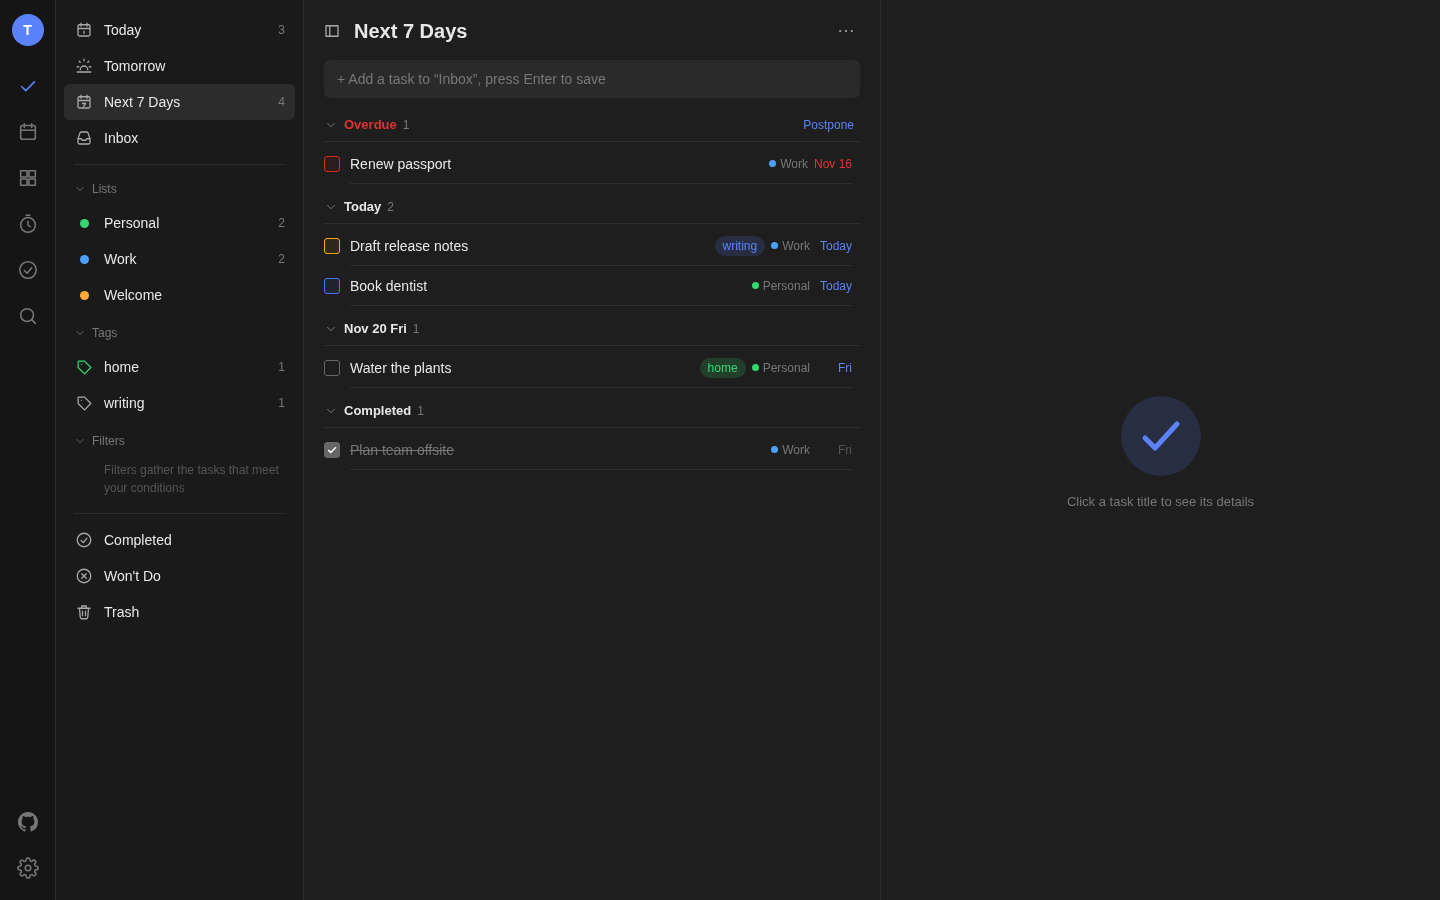 T
Today 3
Tomorrow
Next 7 Days 4
Inbox
Lists
Personal 2
Work 2
Welcome
Tags
home 1
writing 1
Filters
Filters gather the tasks that meet
your conditions
Completed
Won't Do
Trash
Next 7 Days
+ Add a task to “Inbox”, press Enter to save
Overdue 1 Postpone
Renew passport Work Nov 16
Today 2
Draft release notes writing Work Today
Book dentist Personal Today
Nov 20 Fri 1
Water the plants home Personal Fri
Completed 1
Plan team offsite Work Fri
Click a task title to see its details